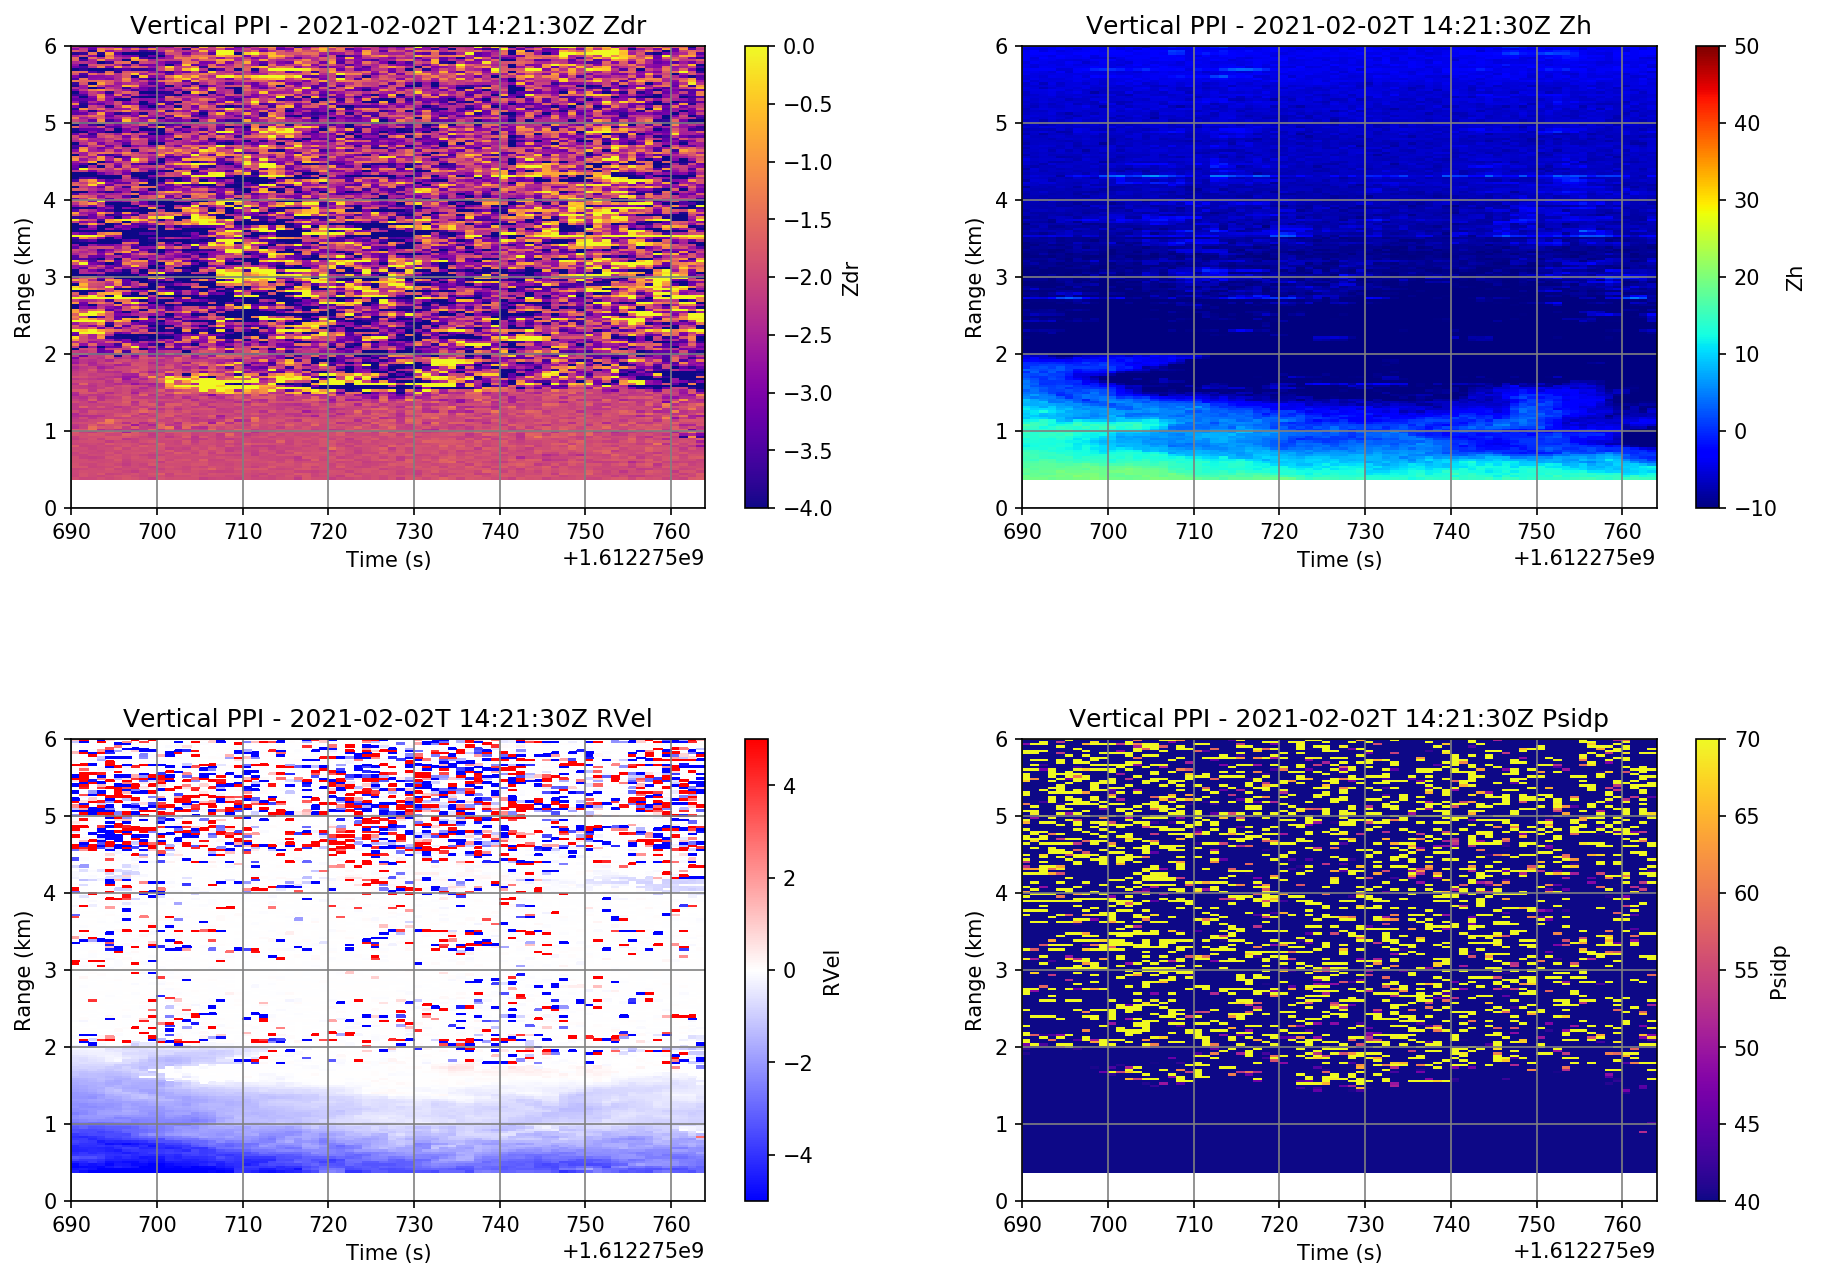 Vertical PPI - 2021-02-02T 14:21:30Z Zdr
6
5
4
3
2
1
0
Range (km)
690 700 710 720 730 740 750 760
Time (s)
+1.612275e9
0.0
−0.5
−1.0
−1.5
−2.0
−2.5
−3.0
−3.5
−4.0
Zdr
Vertical PPI - 2021-02-02T 14:21:30Z Zh
6
5
4
3
2
1
0
Range (km)
690 700 710 720 730 740 750 760
Time (s)
+1.612275e9
50
40
30
20
10
0
−10
Zh
Vertical PPI - 2021-02-02T 14:21:30Z RVel
6
5
4
3
2
1
0
Range (km)
690 700 710 720 730 740 750 760
Time (s)
+1.612275e9
4
2
0
−2
−4
RVel
Vertical PPI - 2021-02-02T 14:21:30Z Psidp
6
5
4
3
2
1
0
Range (km)
690 700 710 720 730 740 750 760
Time (s)
+1.612275e9
70
65
60
55
50
45
40
Psidp